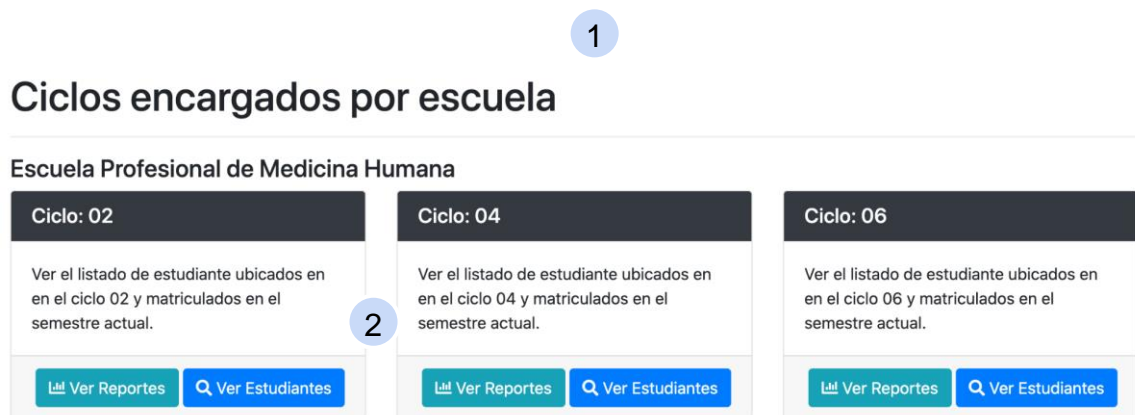 1
Ciclos encargados por escuela
Escuela Profesional de Medicina Humana
Ciclo: 02
Ver el listado de estudiante ubicados en
en el ciclo 02 y matriculados en el
semestre actual.
Ver Reportes
Ver Estudiantes
2
Ciclo: 04
Ver el listado de estudiante ubicados en
en el ciclo 04 y matriculados en el
semestre actual.
Ver Reportes
Ver Estudiantes
Ciclo: 06
Ver el listado de estudiante ubicados en
en el ciclo 06 y matriculados en el
semestre actual.
Ver Reportes
Ver Estudiantes